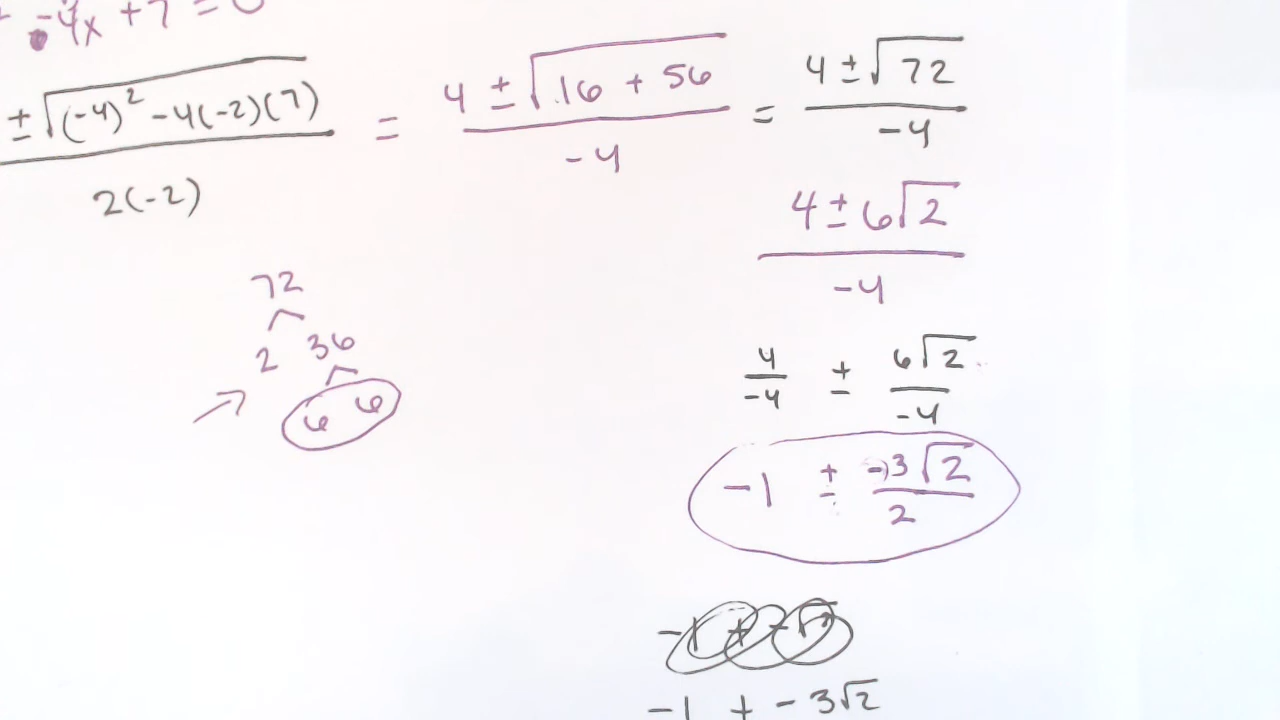 -4x + 7 = 0
± √(-4)² - 4(-2)(7) / 2(-2) = 4 ± √16 + 56 / -4 = 4 ± √72 / -4
4 ± 6√2 / -4
72
2 36
6 6
4/-4 ± 6√2/-4
-1 ± -3√2/2
-1 + -3√2